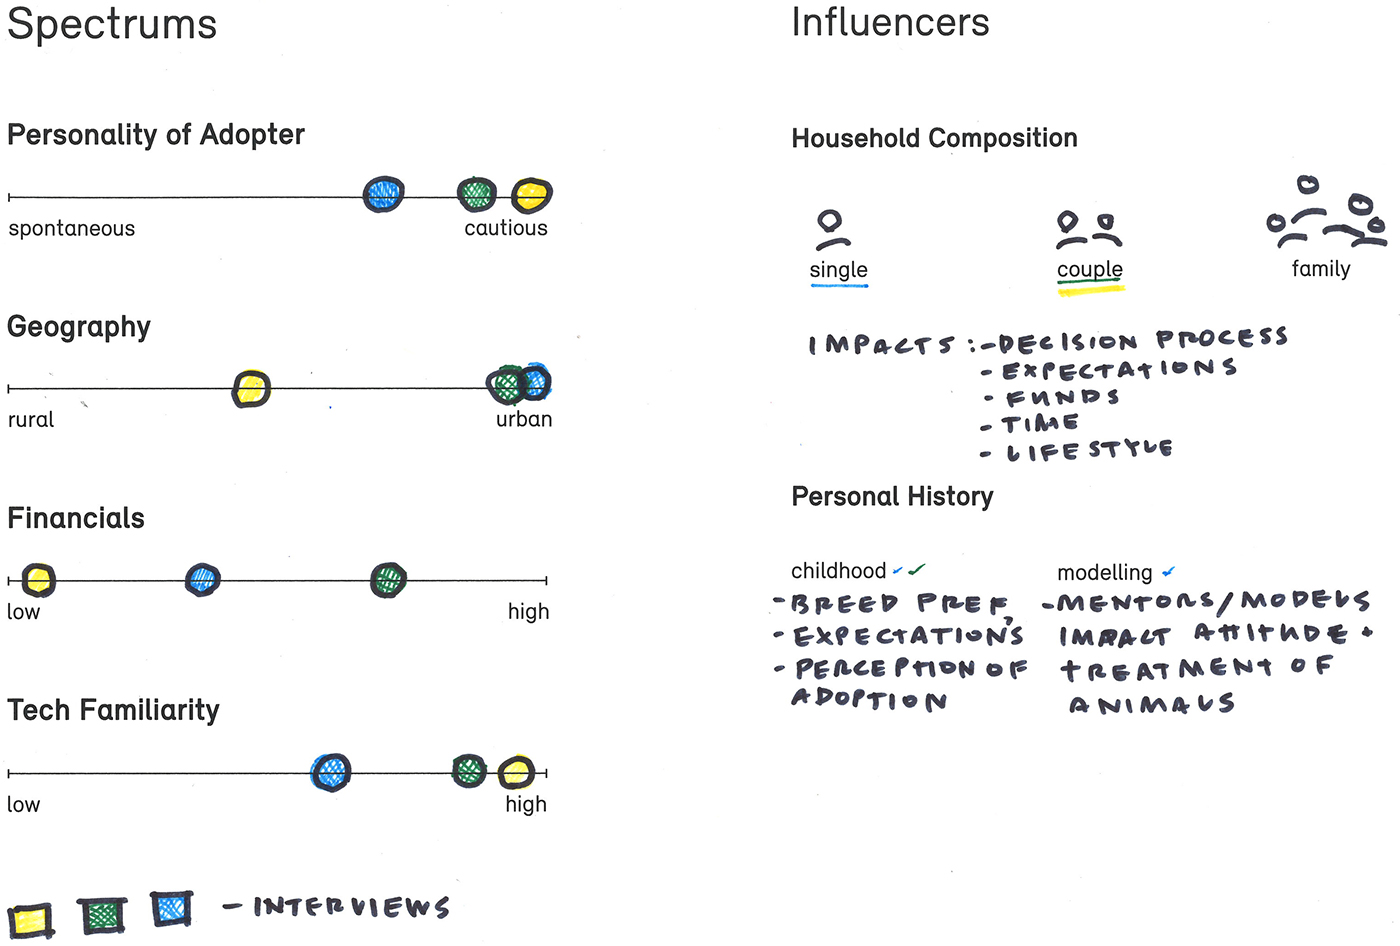 Spectrums
Personality of Adopter
spontaneous
cautious
Geography
rural
urban
Financials
low
high
Tech Familiarity
low
high
- INTERVIEWS
Influencers
Household Composition
single
couple
family
IMPACTS: - DECISION PROCESS
- EXPECTATIONS
- FUNDS
- TIME
- LIFESTYLE
Personal History
childhood
- BREED PREF,
- EXPECTATIONS
- PERCEPTION OF
ADOPTION
modelling
- MENTORS/MODELS
IMPACT ATTITUDE +
TREATMENT OF
ANIMALS